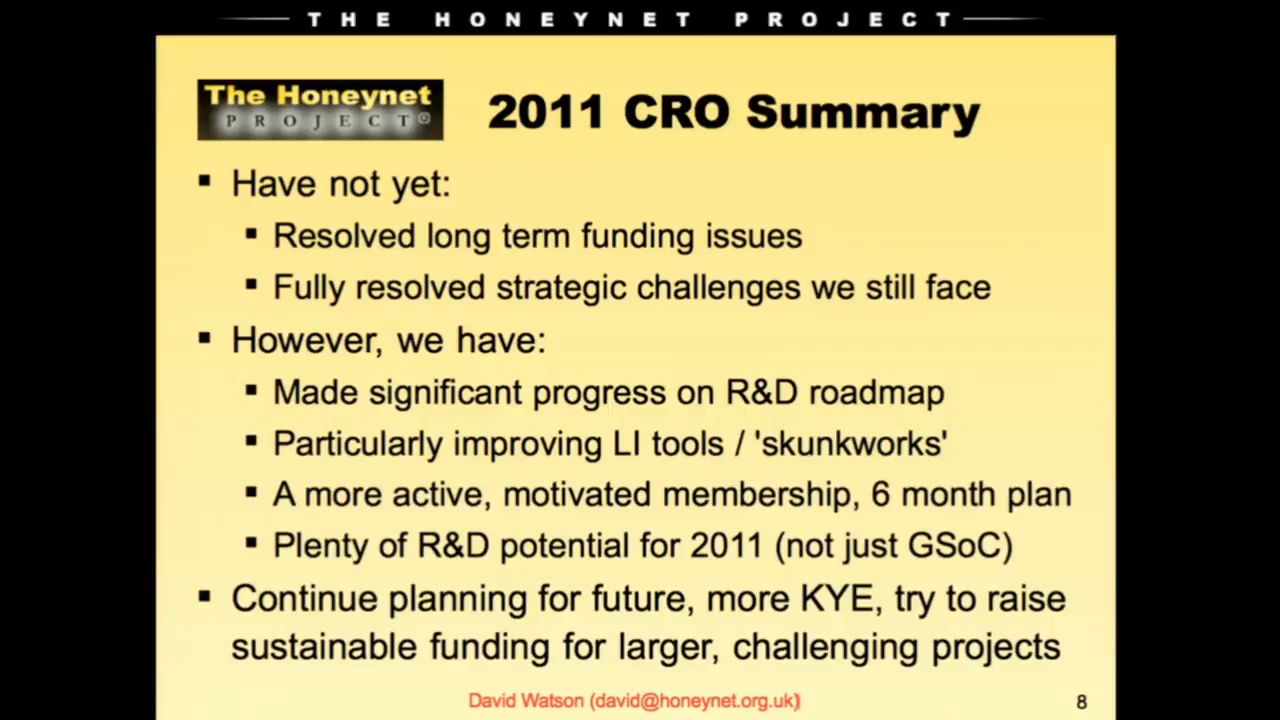 THE HONEYNET PROJECT
The Honeynet
PROJECT®
2011 CRO Summary
▪ Have not yet:
▪ Resolved long term funding issues
▪ Fully resolved strategic challenges we still face
▪ However, we have:
▪ Made significant progress on R&D roadmap
▪ Particularly improving LI tools / 'skunkworks'
▪ A more active, motivated membership, 6 month plan
▪ Plenty of R&D potential for 2011 (not just GSoC)
▪ Continue planning for future, more KYE, try to raise
sustainable funding for larger, challenging projects
David Watson (david@honeynet.org.uk)
8